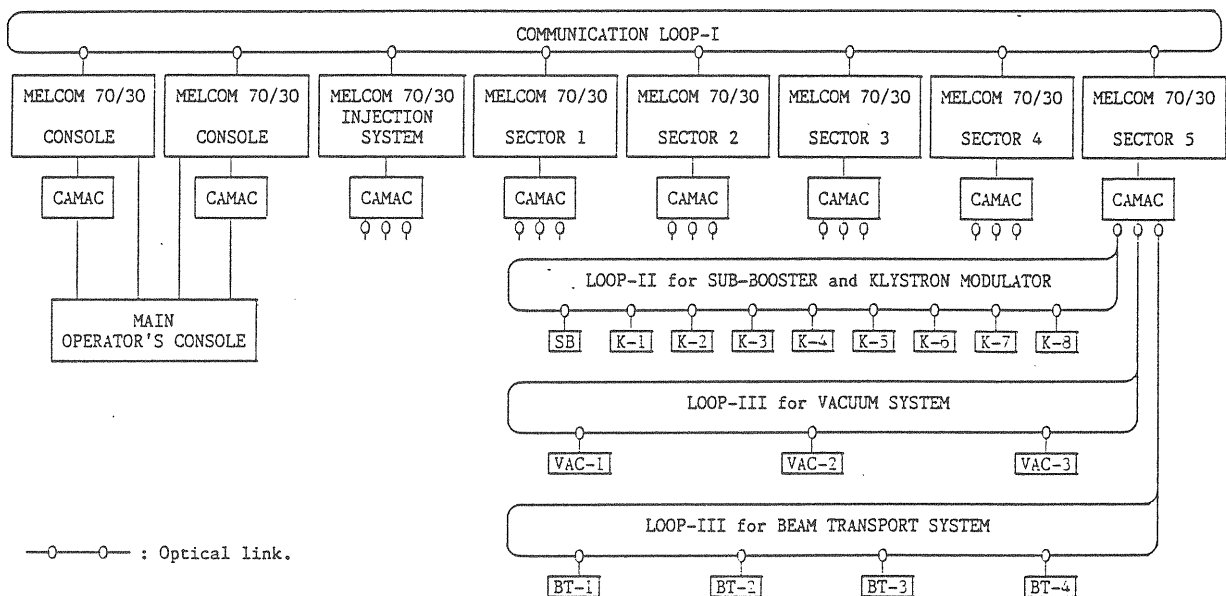 COMMUNICATION LOOP-I
MELCOM 70/30
CONSOLE
MELCOM 70/30
CONSOLE
MELCOM 70/30
INJECTION
SYSTEM
MELCOM 70/30
SECTOR 1
MELCOM 70/30
SECTOR 2
MELCOM 70/30
SECTOR 3
MELCOM 70/30
SECTOR 4
MELCOM 70/30
SECTOR 5
CAMAC
CAMAC
CAMAC
CAMAC
CAMAC
CAMAC
CAMAC
CAMAC
MAIN
OPERATOR'S CONSOLE
LOOP-II for SUB-BOOSTER and KLYSTRON MODULATOR
SB
K-1
K-2
K-3
K-4
K-5
K-6
K-7
K-8
LOOP-III for VACUUM SYSTEM
VAC-1
VAC-2
VAC-3
LOOP-III for BEAM TRANSPORT SYSTEM
BT-1
BT-2
BT-3
BT-4
: Optical link.